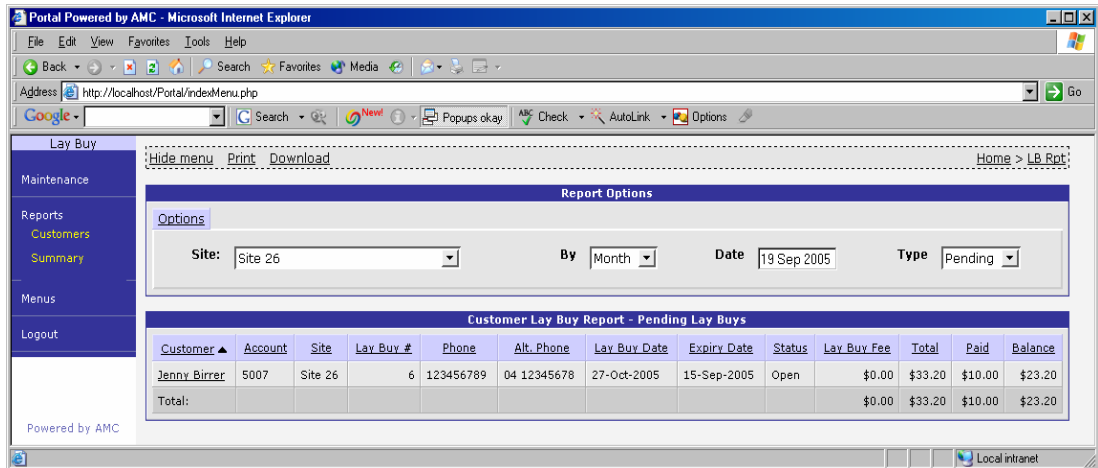 Portal Powered by AMC - Microsoft Internet Explorer
File Edit View Favorites Tools Help
Back Search Favorites Media
Address http://localhost/Portal/indexMenu.php Go
Google Search New! Popups okay ABC Check AutoLink Options
Lay Buy
Maintenance
Reports
Customers
Summary
Menus
Logout
Powered by AMC
Hide menu Print Download Home > LB Rpt
Report Options
Options
Site: Site 26 By Month Date 19 Sep 2005 Type Pending
Customer Lay Buy Report - Pending Lay Buys
Customer Account Site Lay Buy # Phone Alt. Phone Lay Buy Date Expiry Date Status Lay Buy Fee Total Paid Balance
Jenny Birrer 5007 Site 26 6 123456789 04 12345678 27-Oct-2005 15-Sep-2005 Open $0.00 $33.20 $10.00 $23.20
Total: $0.00 $33.20 $10.00 $23.20
Local intranet